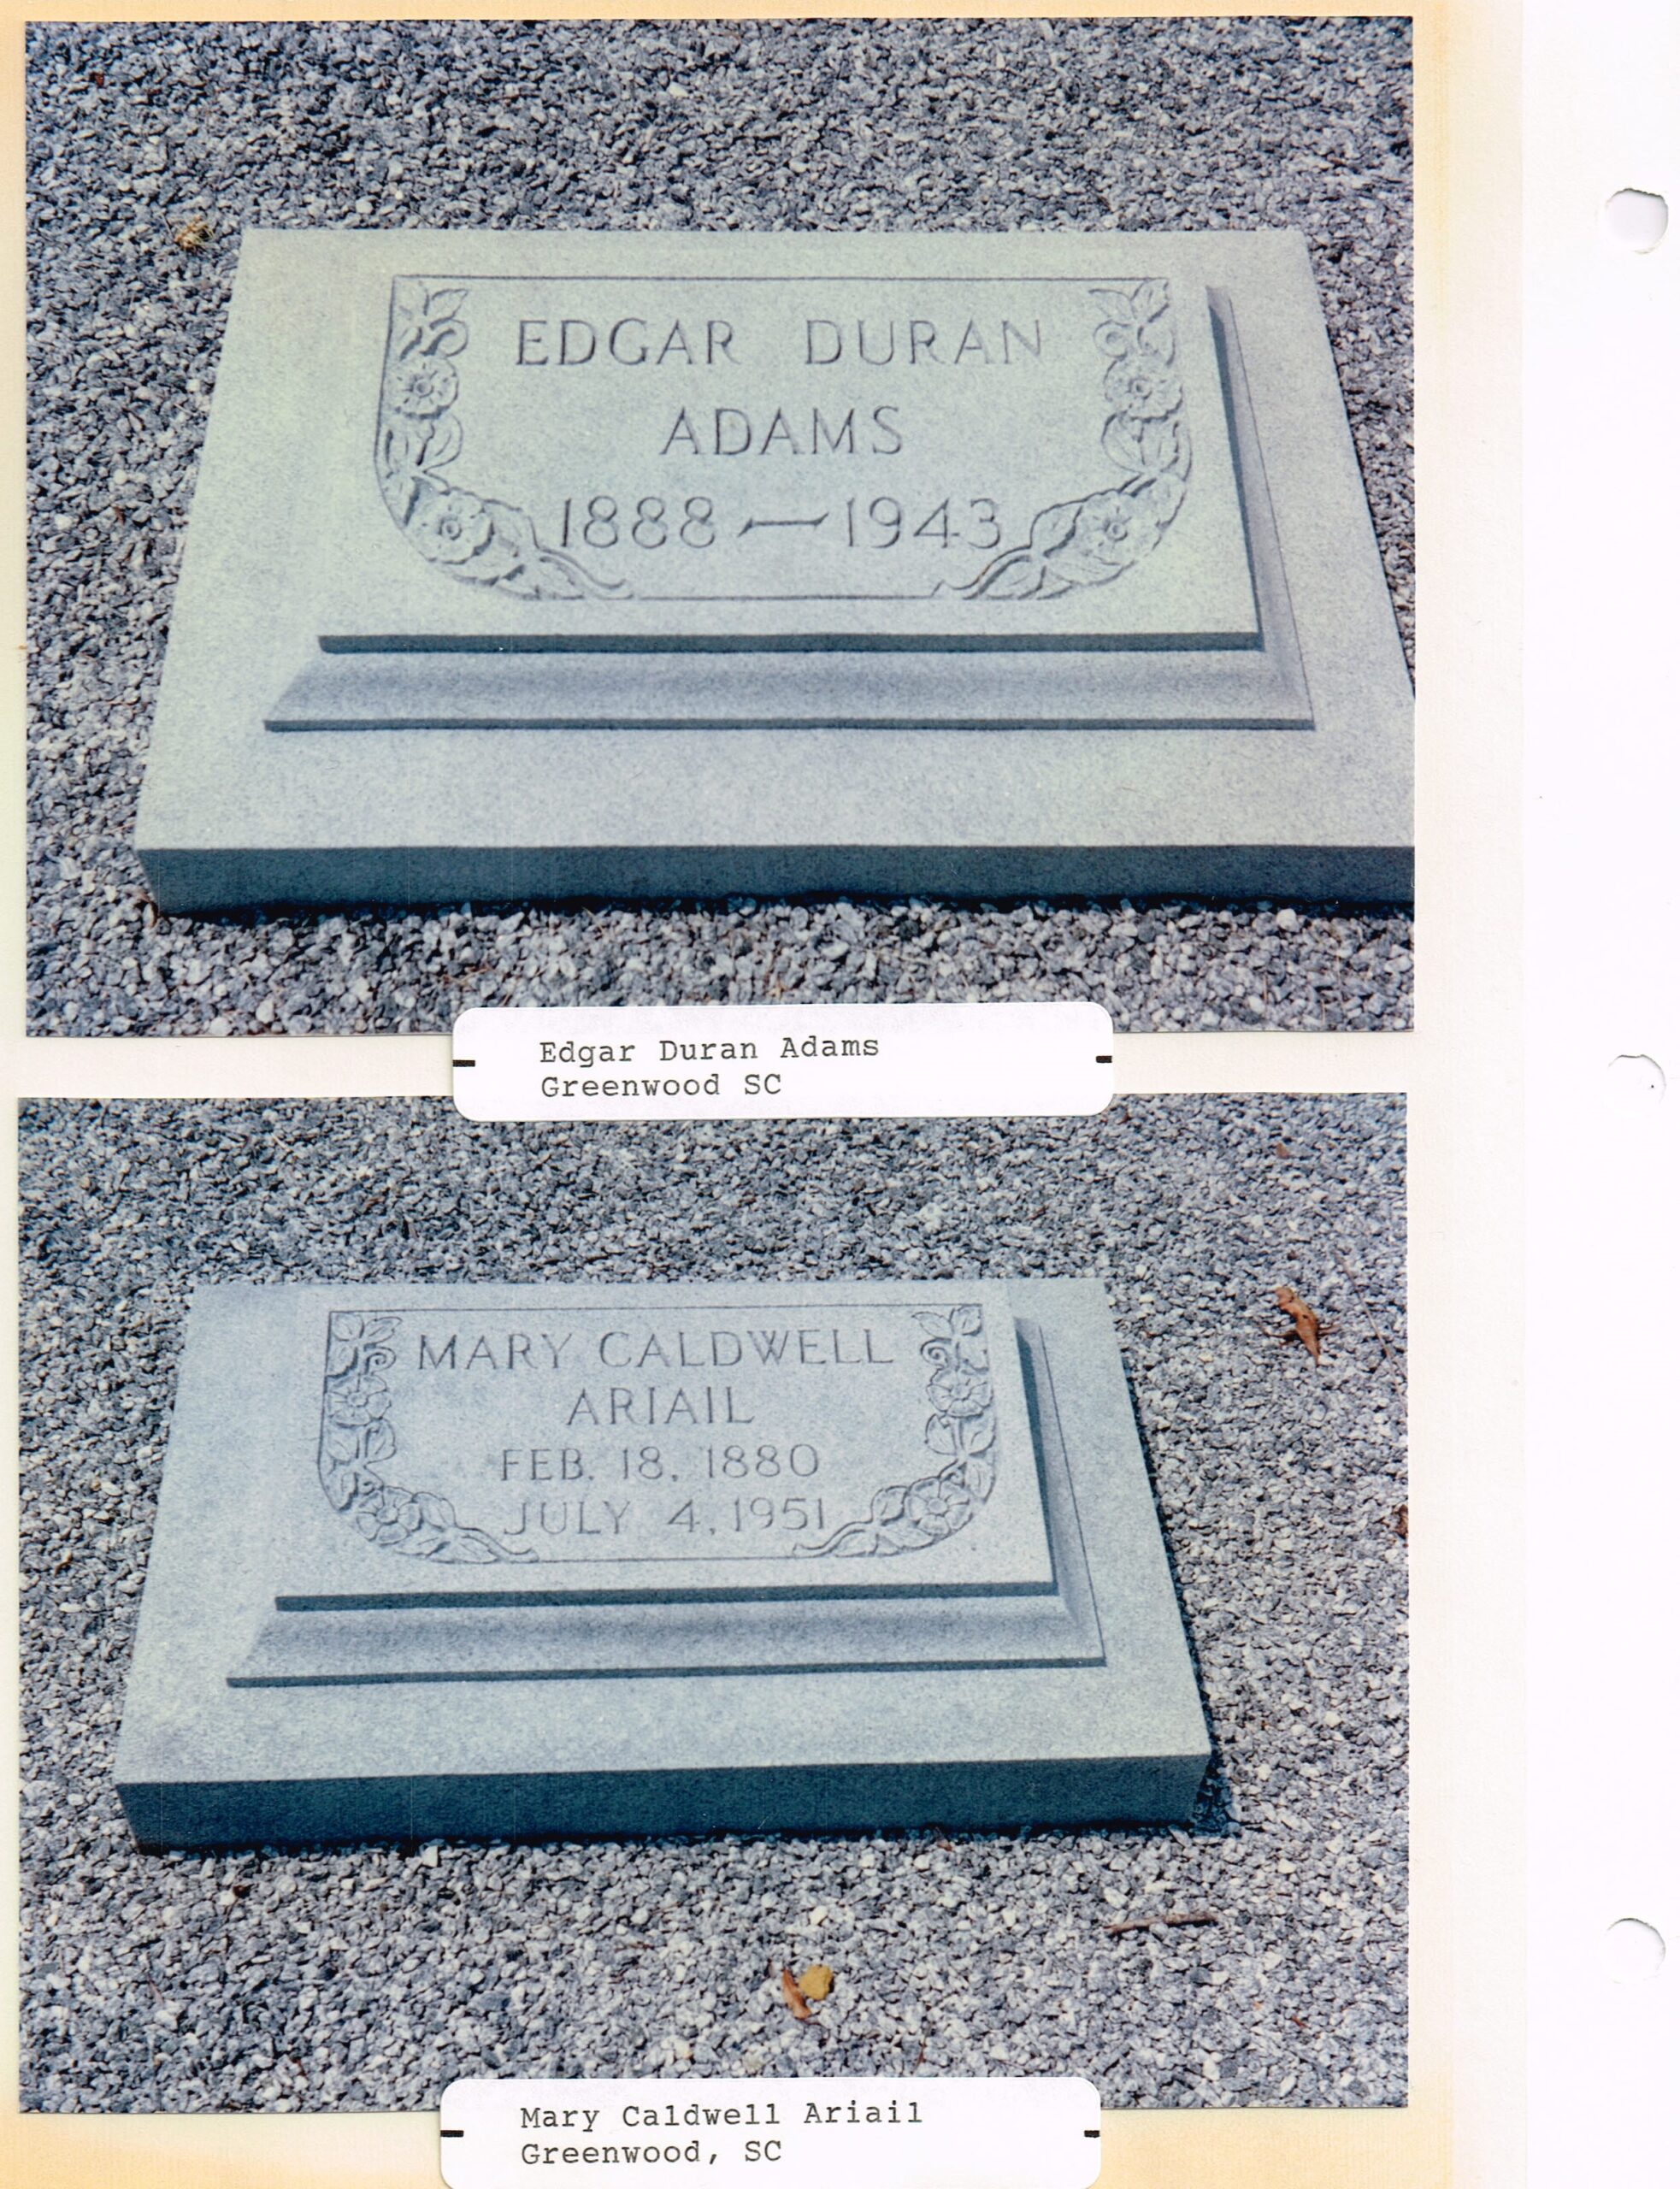 EDGAR DURAN
ADAMS
1888 — 1943
Edgar Duran Adams
Greenwood SC
MARY CALDWELL
ARIAIL
FEB. 18, 1880
JULY 4, 1951
Mary Caldwell Ariail
Greenwood, SC